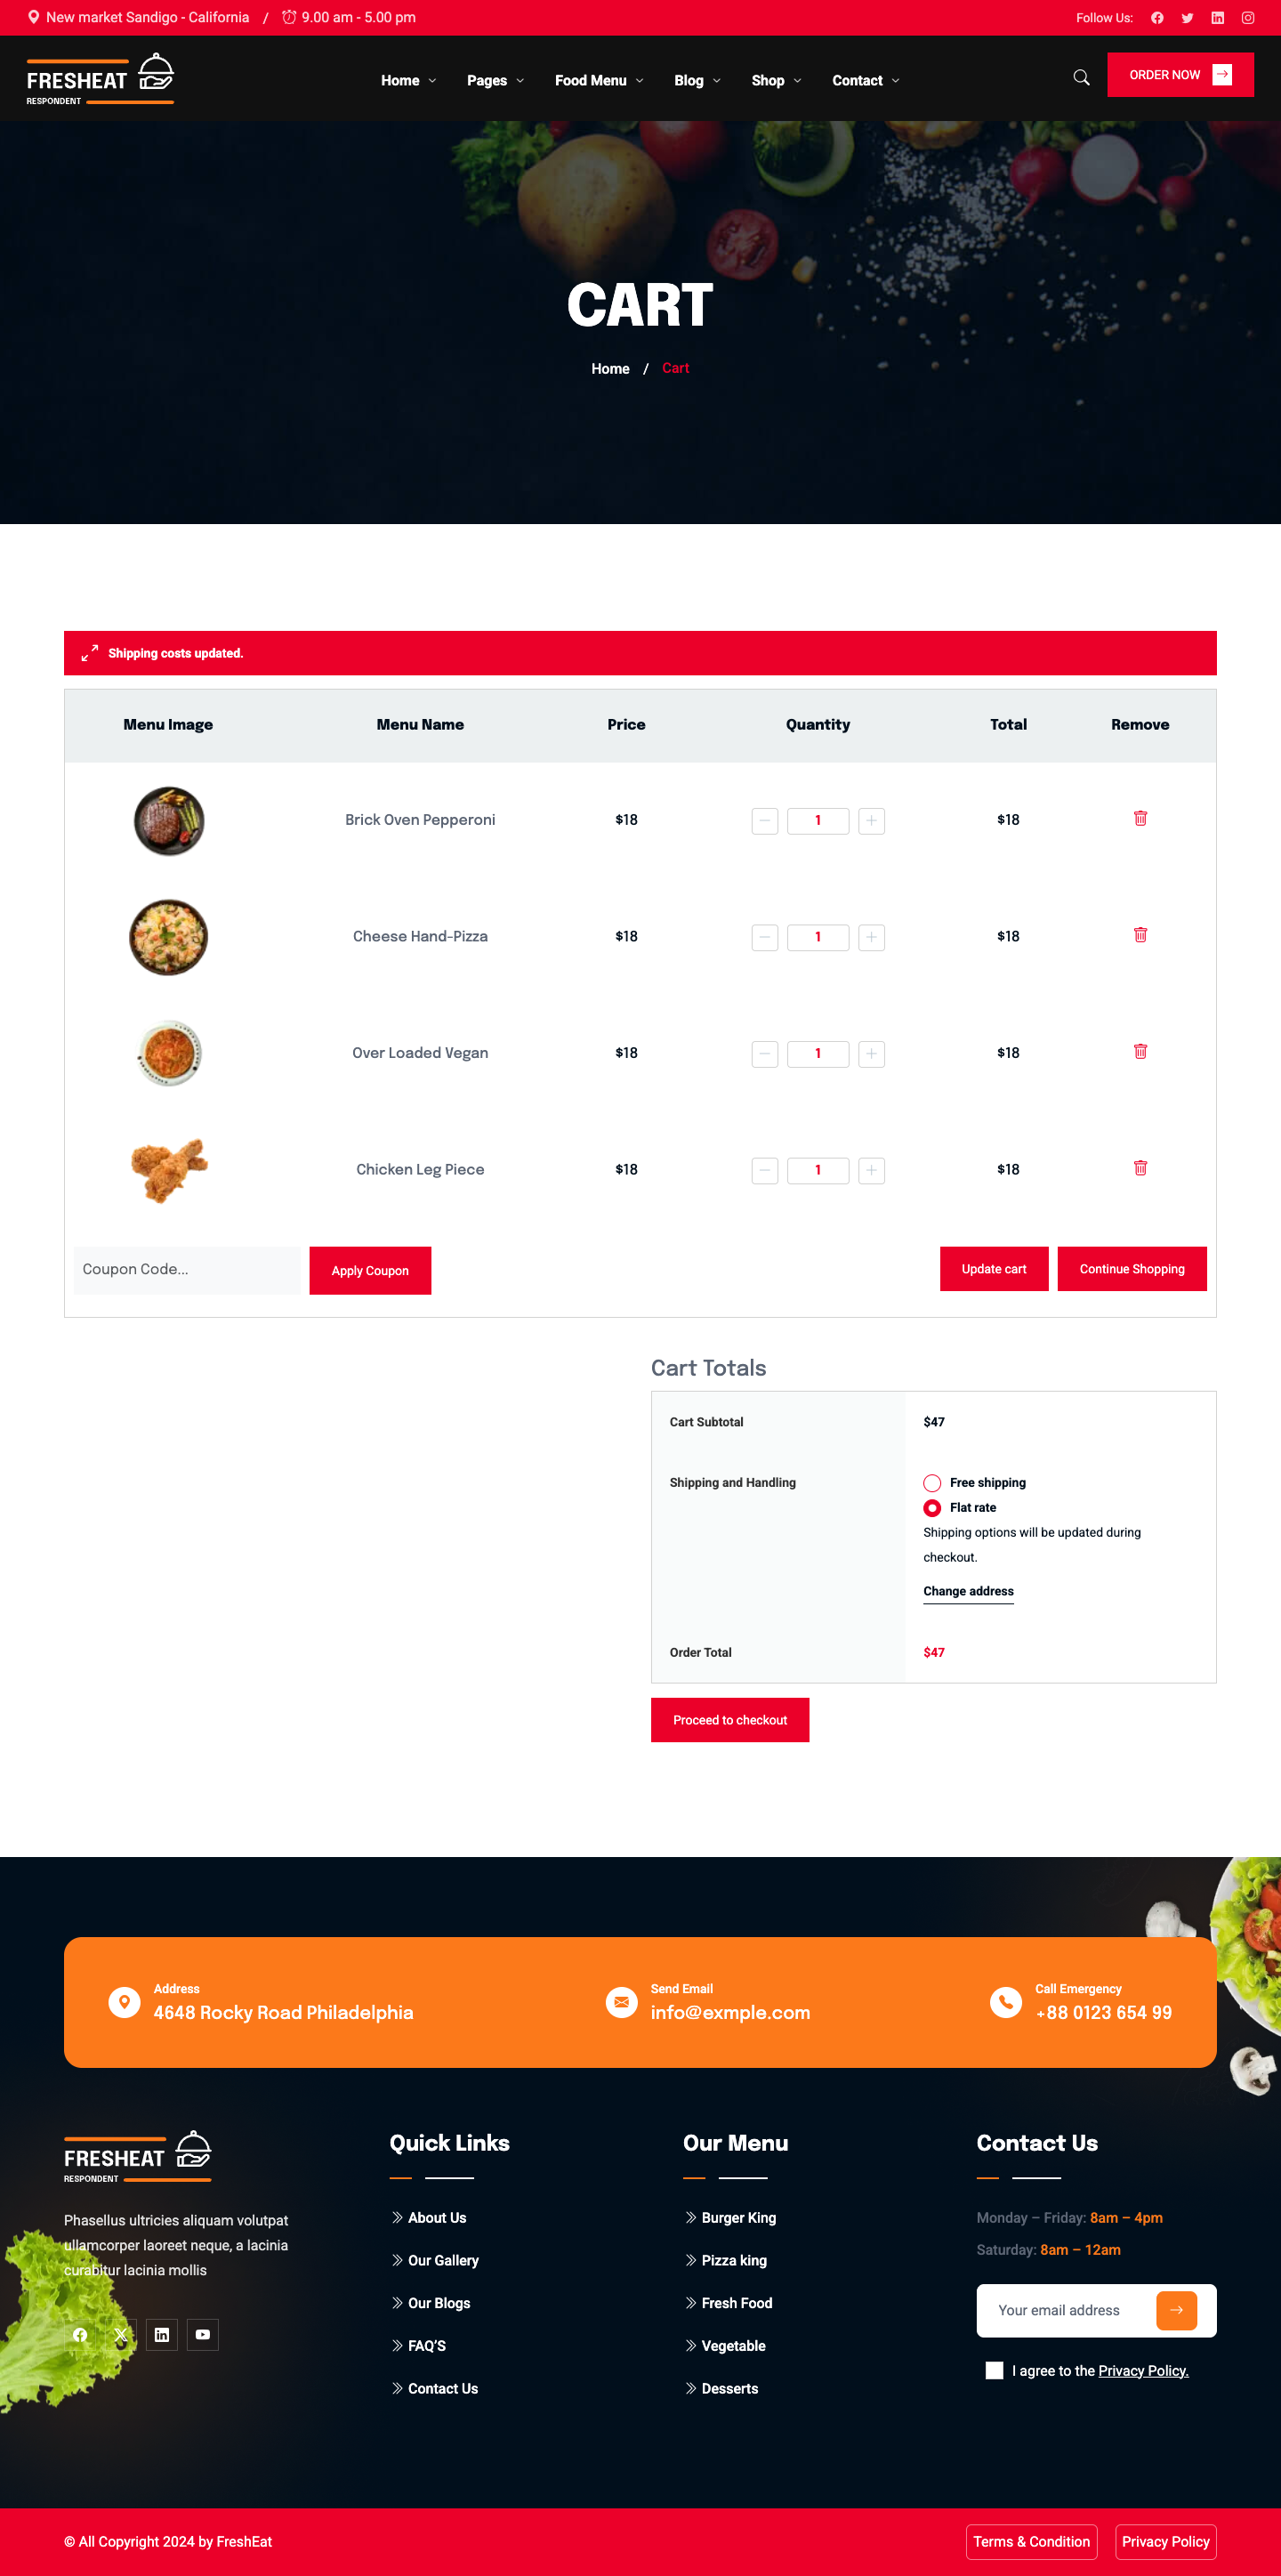 New market Sandigo - California / 9.00 am - 5.00 pm
Follow Us:
FRESHEAT
RESPONDENT
Home Pages Food Menu Blog Shop Contact
ORDER NOW
CART
Home / Cart
Shipping costs updated.
Menu Image Menu Name Price Quantity Total Remove
Brick Oven Pepperoni $18 1 $18
Cheese Hand-Pizza $18 1 $18
Over Loaded Vegan $18 1 $18
Chicken Leg Piece $18 1 $18
Coupon Code... Apply Coupon Update cart Continue Shopping
Cart Totals
Cart Subtotal $47
Shipping and Handling Free shipping
Flat rate
Shipping options will be updated during
checkout.
Change address
Order Total $47
Proceed to checkout
Address
4648 Rocky Road Philadelphia
Send Email
info@exmple.com
Call Emergency
+88 0123 654 99
FRESHEAT
RESPONDENT
Phasellus ultricies aliquam volutpat
ullamcorper laoreet neque, a lacinia
curabitur lacinia mollis
Quick Links
About Us
Our Gallery
Our Blogs
FAQ'S
Contact Us
Our Menu
Burger King
Pizza king
Fresh Food
Vegetable
Desserts
Contact Us
Monday – Friday: 8am – 4pm
Saturday: 8am – 12am
Your email address
I agree to the Privacy Policy.
© All Copyright 2024 by FreshEat
Terms & Condition Privacy Policy